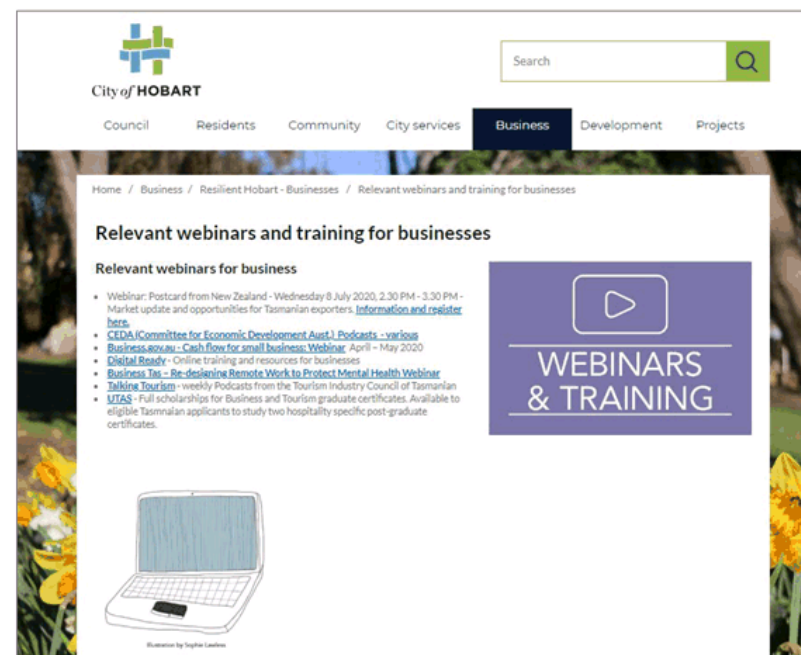 City of HOBART
Search
Council Residents Community City services Business Development Projects
Home / Business / Resilient Hobart - Businesses / Relevant webinars and training for businesses
Relevant webinars and training for businesses
Relevant webinars for business
Webinar: Postcard from New Zealand - Wednesday 8 July 2020, 2.30 PM - 3.30 PM -
Market update and opportunities for Tasmanian exporters. Information and register
here.
CEDA (Committee for Economic Development Aust.) Podcasts - various
Business.gov.au - Cash flow for small business: Webinar April – May 2020
Digital Ready - Online training and resources for businesses
Business Tas – Re-designing Remote Work to Protect Mental Health Webinar
Talking Tourism - weekly Podcasts from the Tourism Industry Council of Tasmanian
UTAS - Full scholarships for Business and Tourism graduate certificates. Available to
eligible Tasmnaian applicants to study two hospitality specific post-graduate
certificates.
WEBINARS
& TRAINING
Illustration by Sophie Lawless